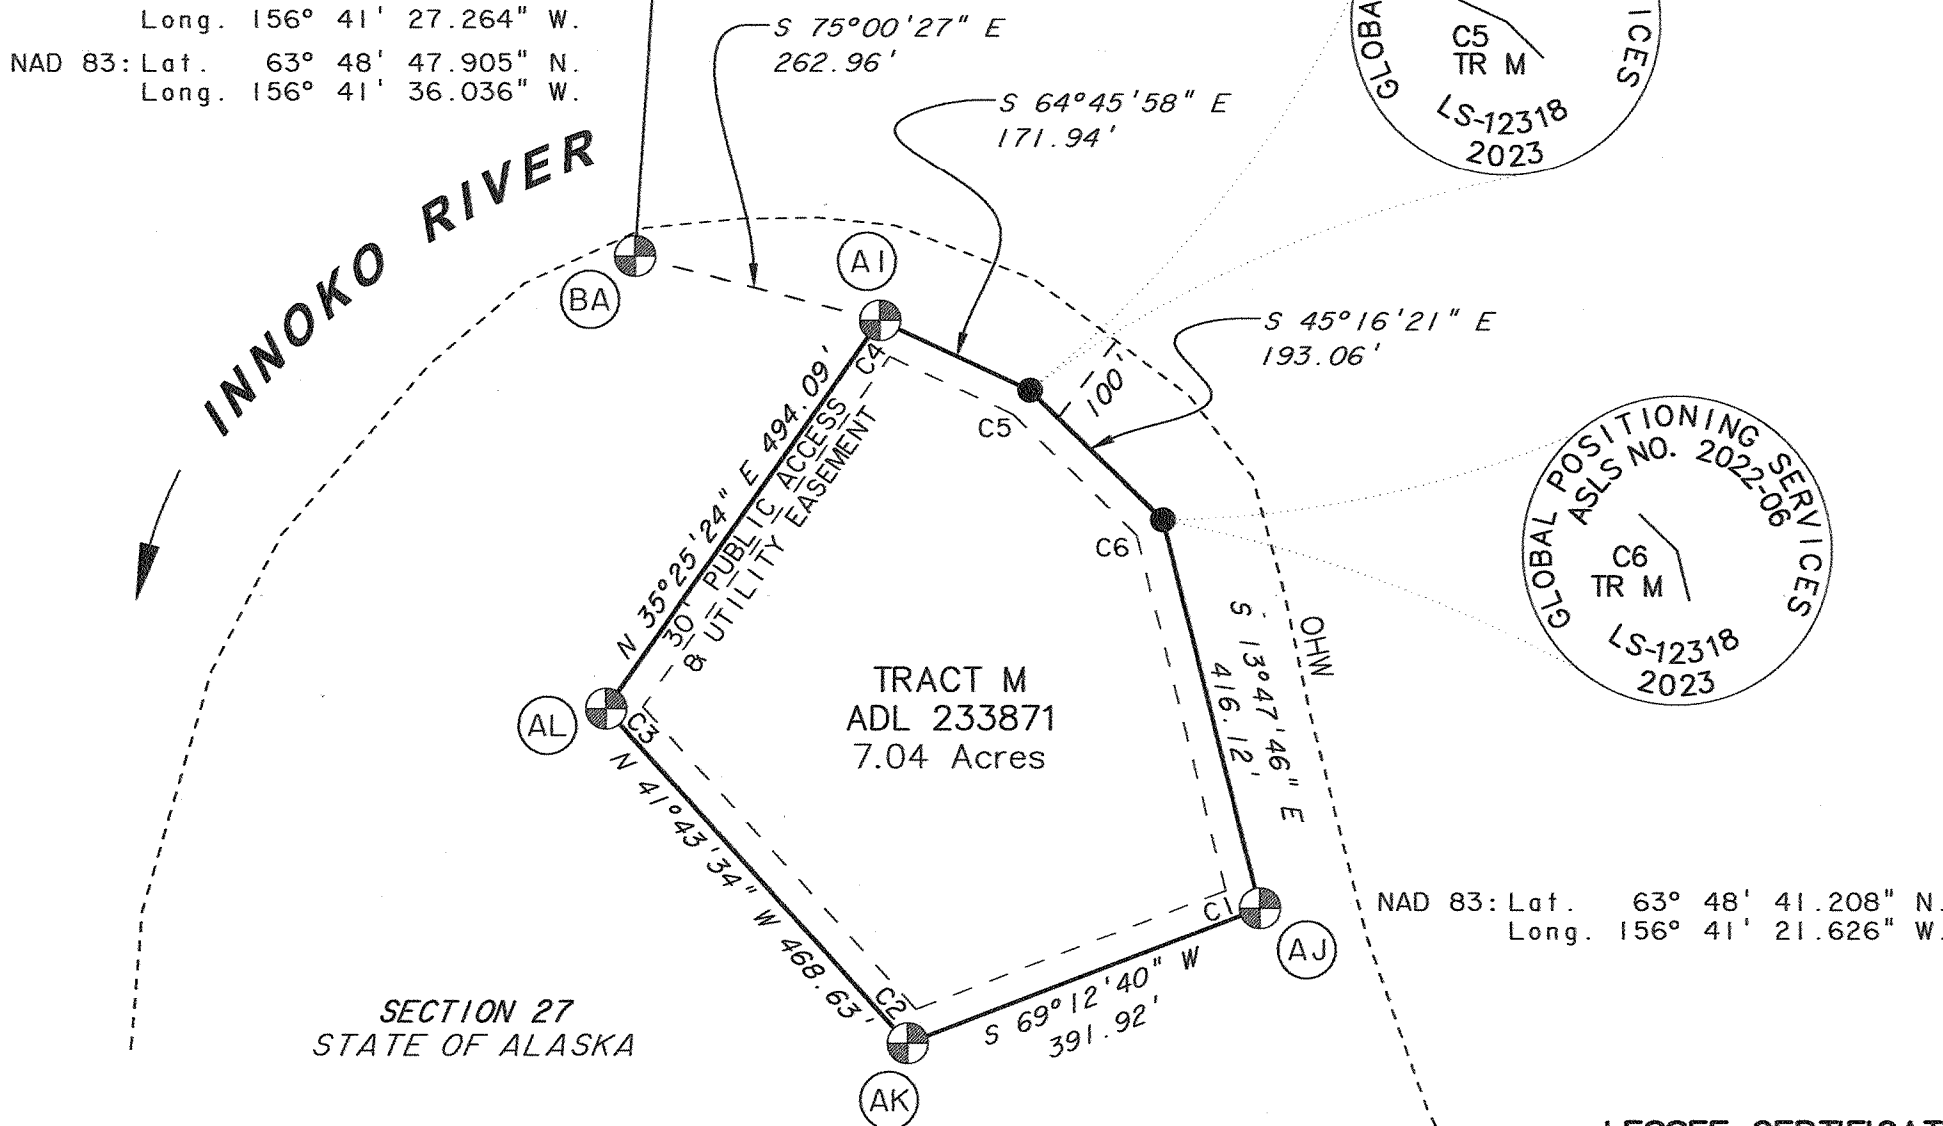 Long. 156° 41' 27.264" W.
NAD 83: Lat. 63° 48' 47.905" N.
Long. 156° 41' 36.036" W.
S 75°00'27" E
262.96'
S 64°45'58" E
171.94'
C5
TR M
LS-12318
2023
INNOKO RIVER
BA
A1
S 45°16'21" E
193.06'
100'
C4
C5
C6
N 35°25'24" E 494.09'
30' PUBLIC ACCESS
& UTILITY EASEMENT
GLOBAL POSITIONING SERVICES
ASLS NO. 2022-06
C6
TR M
LS-12318
2023
OHW
S 13°47'46" E
416.12'
TRACT M
ADL 233871
7.04 Acres
AL
C3
N 41°43'34" W 468.63'
C1
AJ
NAD 83: Lat. 63° 48' 41.208" N.
Long. 156° 41' 21.626" W.
C2
S 69°12'40" W
391.92'
SECTION 27
STATE OF ALASKA
AK